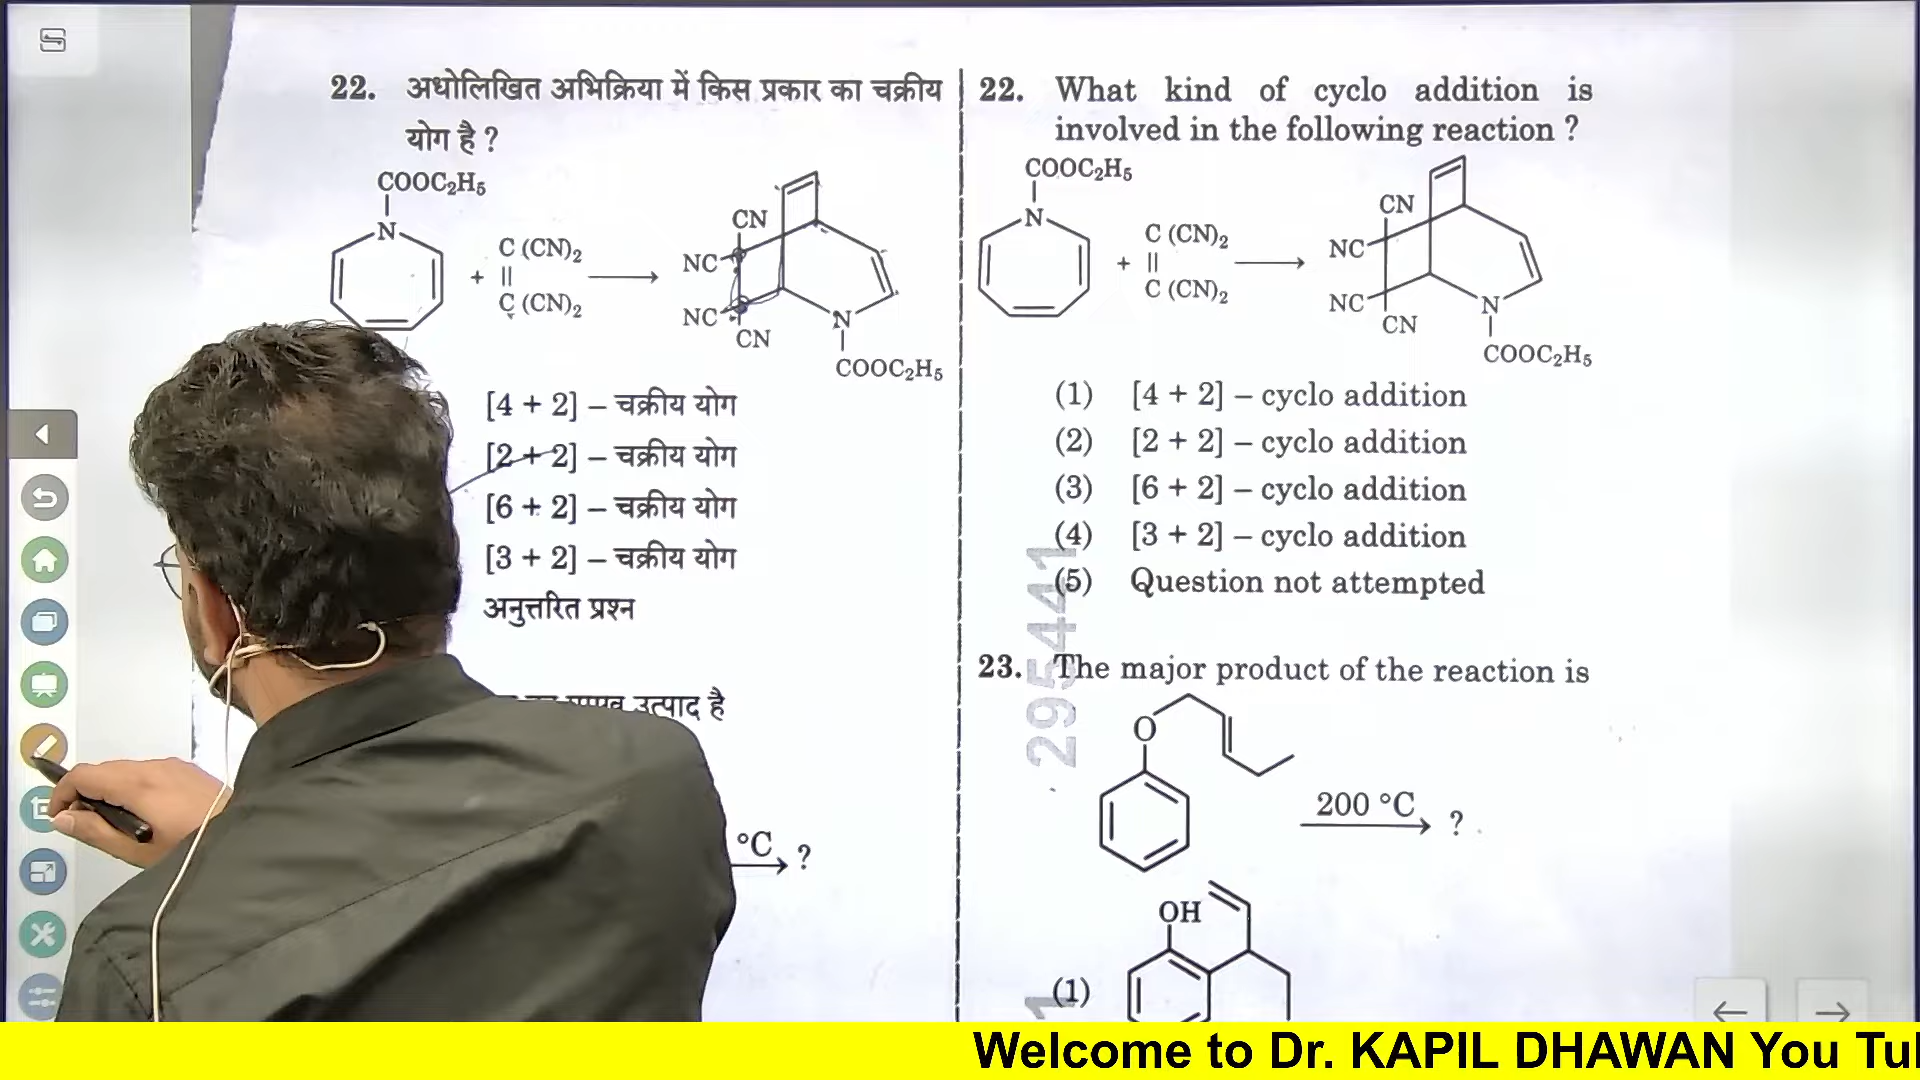 22. अधोलिखित अभिक्रिया में किस प्रकार का चक्रीय
योग है ?
COOC₂H₅
N
+
C (CN)₂
C (CN)₂
CN
NC
NC
CN
N
COOC₂H₅
[4 + 2] – चक्रीय योग
[2 + 2] – चक्रीय योग
[6 + 2] – चक्रीय योग
[3 + 2] – चक्रीय योग
अनुत्तरित प्रश्न
उत्पाद है
°C
?
22. What kind of cyclo addition is
involved in the following reaction ?
COOC₂H₅
N
+
C (CN)₂
C (CN)₂
CN
NC
NC
CN
N
COOC₂H₅
(1) [4 + 2] – cyclo addition
(2) [2 + 2] – cyclo addition
(3) [6 + 2] – cyclo addition
(4) [3 + 2] – cyclo addition
(5) Question not attempted
2954441
23. The major product of the reaction is
O
200 °C
?
OH
(1)
Welcome to Dr. KAPIL DHAWAN You